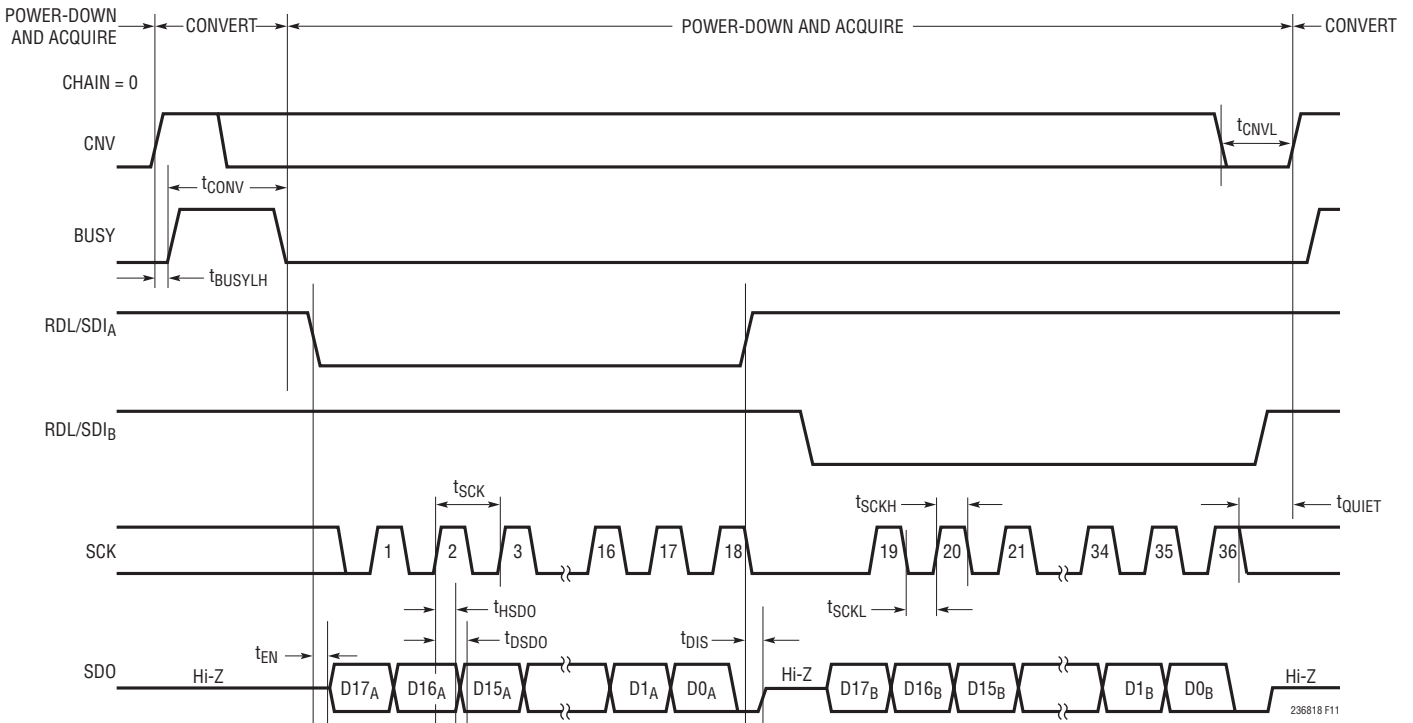 POWER-DOWN
AND ACQUIRE
CONVERT
POWER-DOWN AND ACQUIRE
CONVERT
CHAIN = 0
CNV
tCNVL
tCONV
BUSY
tBUSYLH
RDL/SDIA
RDL/SDIB
tSCK
tSCKH
tQUIET
SCK
1 2 3 16 17 18 19 20 21 34 35 36
tHSDO
tSCKL
tDSDO
tEN
tDIS
SDO
Hi-Z D17A D16A D15A D1A D0A Hi-Z D17B D16B D15B D1B D0B Hi-Z
236818 F11